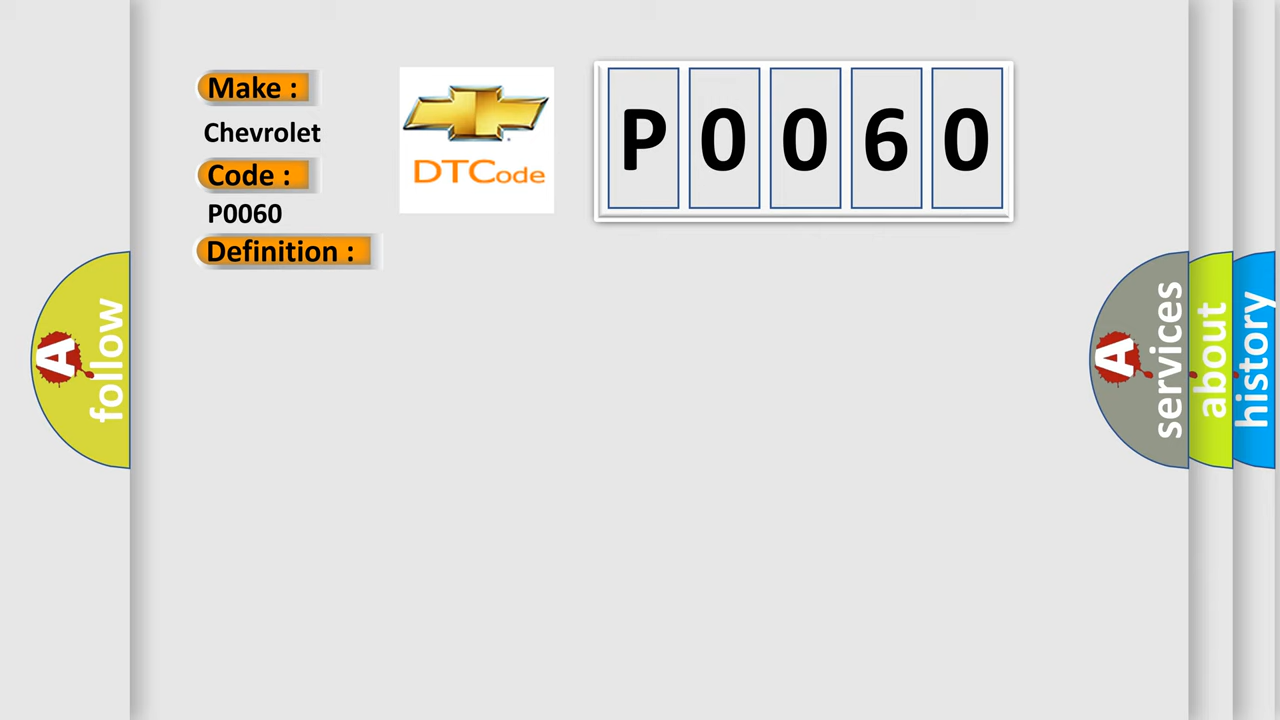 Make :
Chevrolet
Code :
P0060
Definition :
DTCode
P0060
A follow
A services
about
history